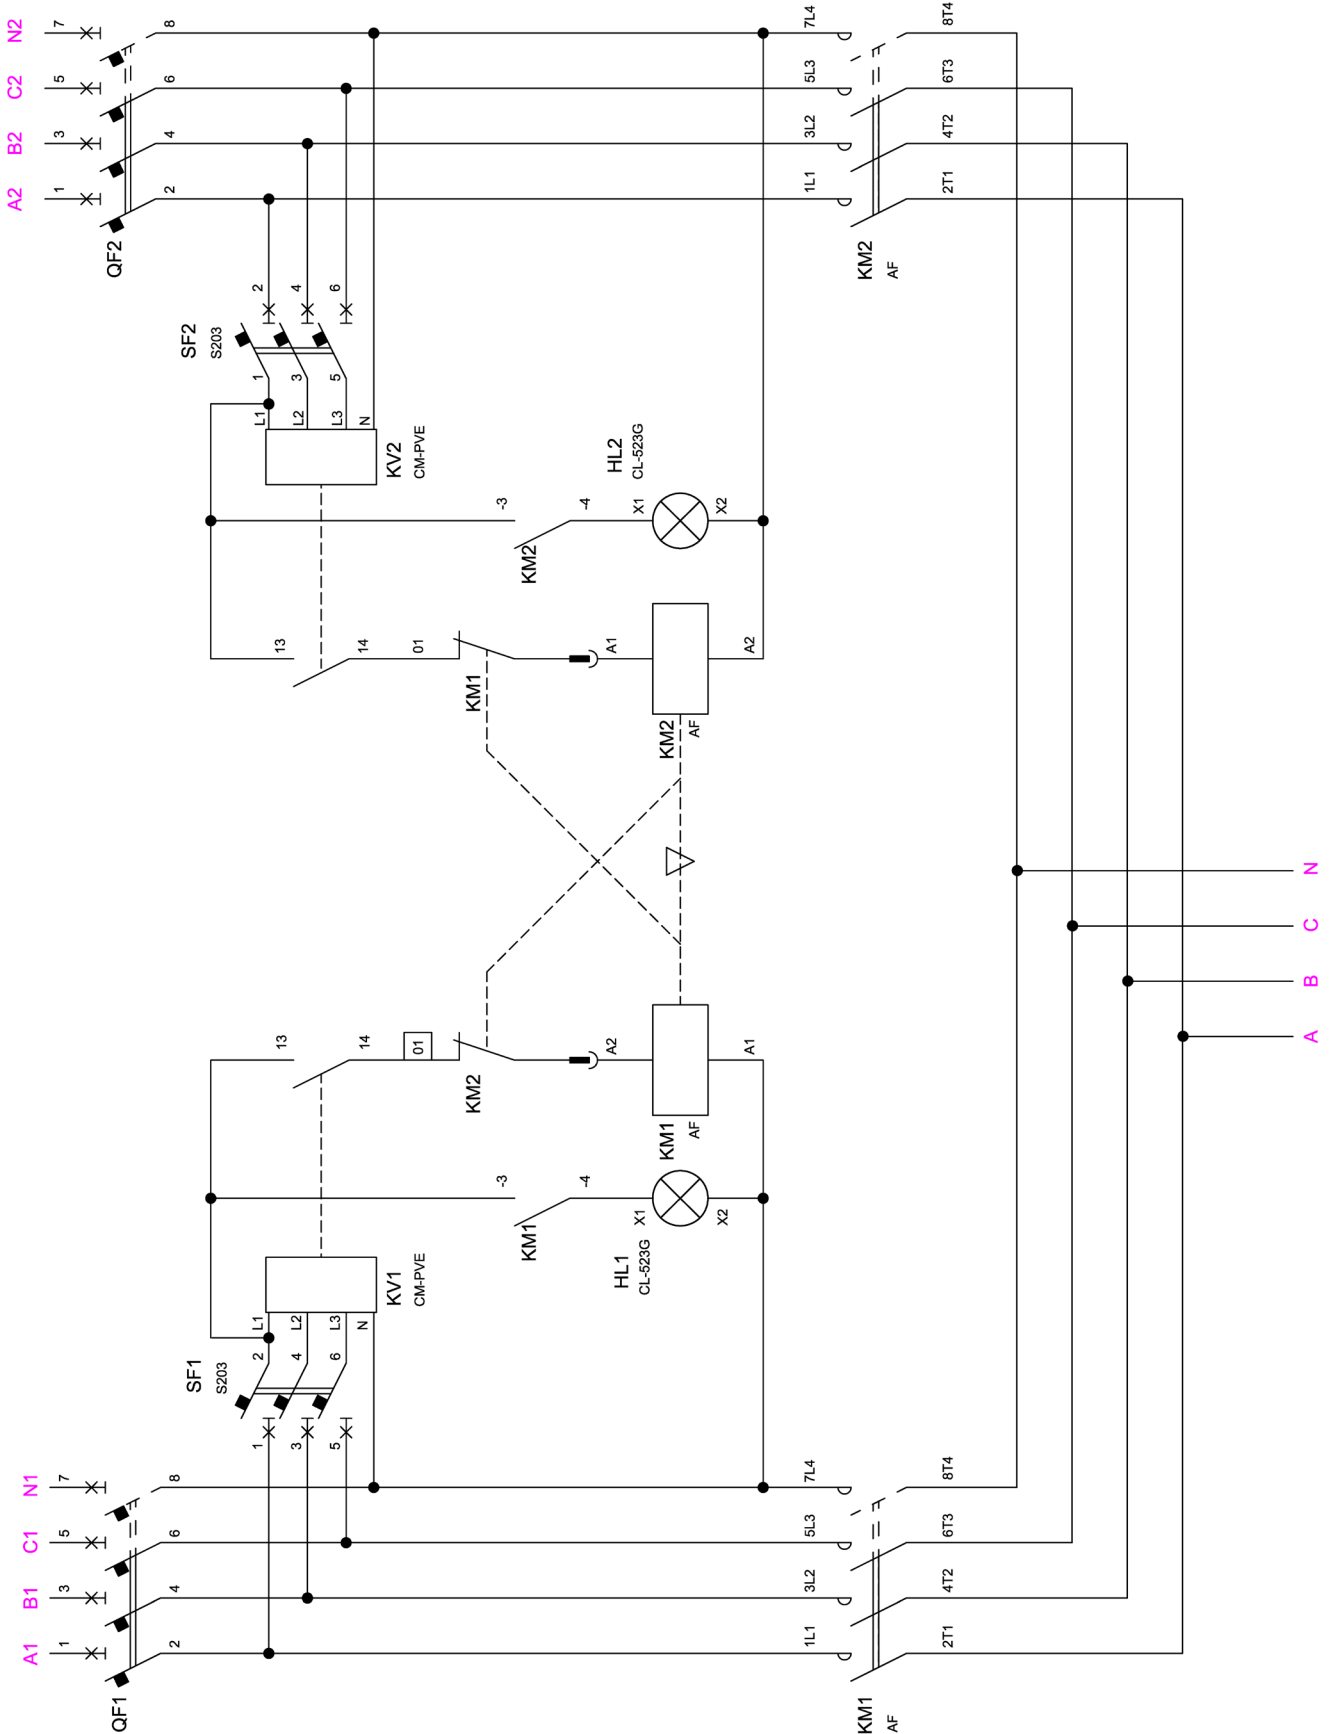 A1 B1 C1 N1 A2 B2 C2 N2
1 3 5 7 1 3 5 7
QF1 QF2
2 4 6 8 2 4 6 8
SF1 SF2
S203 S203
1 2 L1 L1 1 2
3 4 L2 L2 3 4
5 6 L3 L3 5 6
N N
13 13
14 14
KV1 KV2
CM-PVE CM-PVE
01 01
KM2 KM1
-3 -3
KM1 KM2
-4 -4
A2 A1
HL1 HL2
CL-523G CL-523G
X1 X1
KM1 KM2
AF AF
X2 X2
A1 A2
1L1 3L2 5L3 7L4 1L1 3L2 5L3 7L4
KM1 KM2
AF AF
2T1 4T2 6T3 8T4 2T1 4T2 6T3 8T4
A B C N